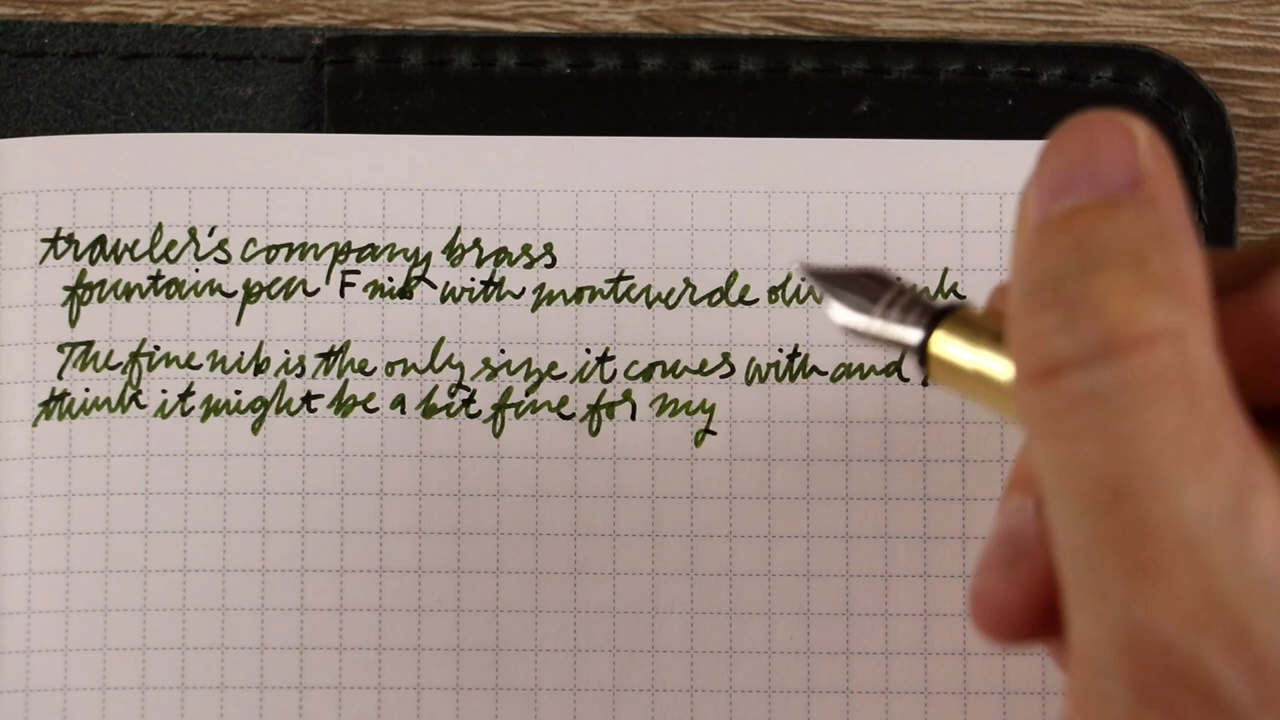 traveler's company brass
fountain pen F nib with monteverde ink
The fine nib is the only size it comes with and
think it might be a bit fine for my